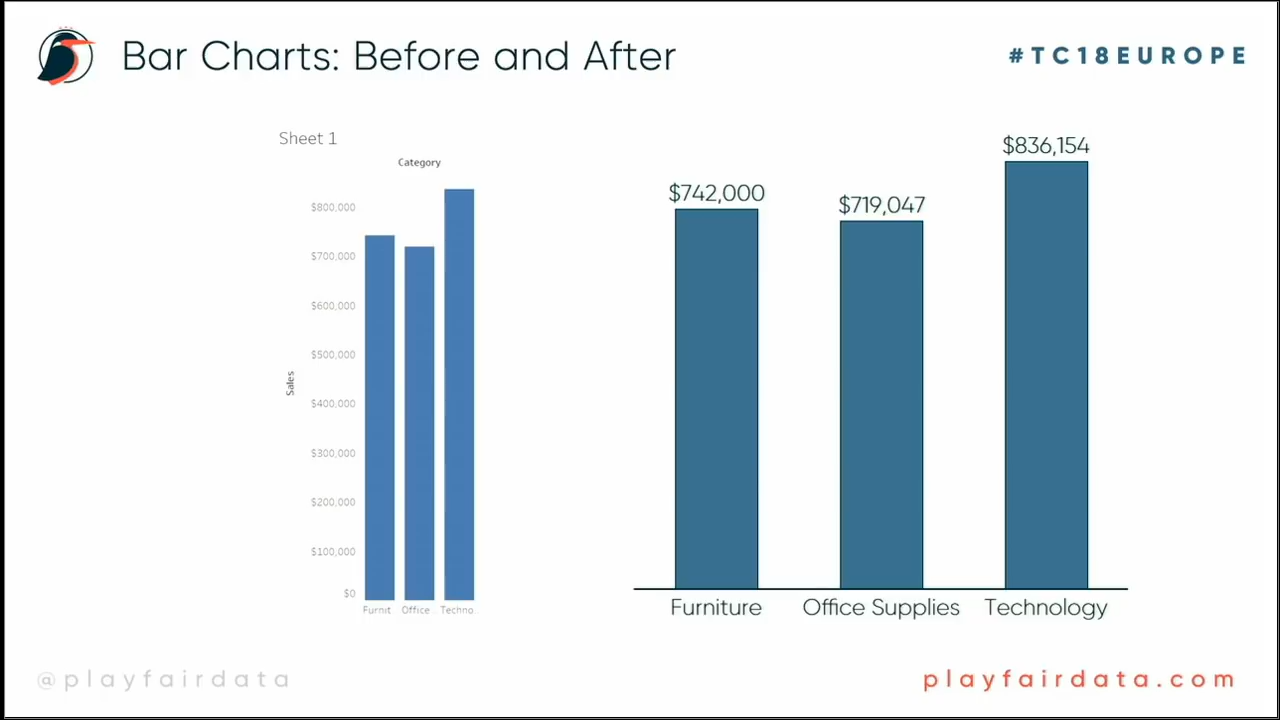 Bar Charts: Before and After
#TC18EUROPE
Sheet 1
Category
$800,000
$700,000
$600,000
$500,000
$400,000
$300,000
$200,000
$100,000
$0
Sales
Furnit
Office
Techno
$742,000
$719,047
$836,154
Furniture
Office Supplies
Technology
@playfairdata
playfairdata.com